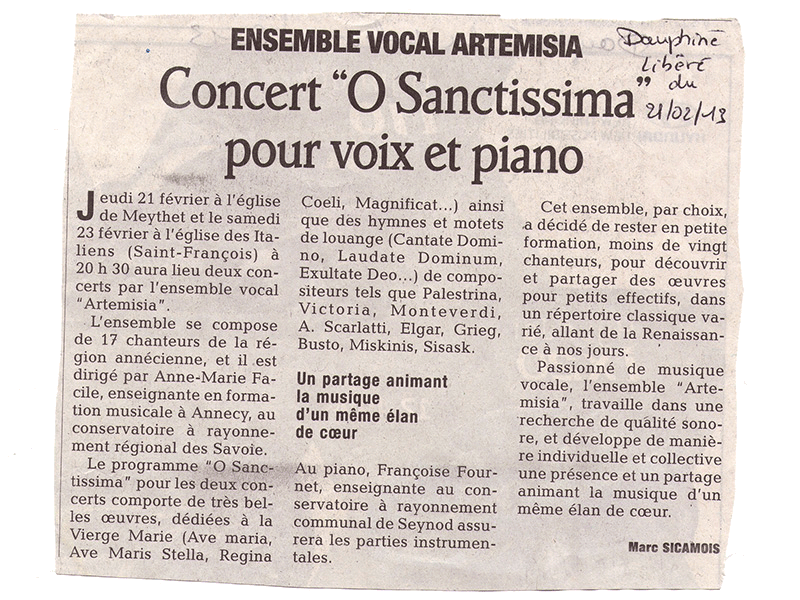 ENSEMBLE VOCAL ARTEMISIA
Dauphiné
Libéré
du
21/02/13
Concert “O Sanctissima”
pour voix et piano
Jeudi 21 février à l'église
de Meythet et le samedi
23 février à l'église des Ita-
liens (Saint-François) à
20 h 30 aura lieu deux con-
certs par l'ensemble vocal
“Artemisia”.
L'ensemble se compose
de 17 chanteurs de la ré-
gion annécienne, et il est
dirigé par Anne-Marie Fa-
cile, enseignante en forma-
tion musicale à Annecy, au
conservatoire à rayonne-
ment régional des Savoie.
Le programme “O Sanc-
tissima” pour les deux con-
certs comporte de très bel-
les œuvres, dédiées à la
Vierge Marie (Ave maria,
Ave Maris Stella, Regina
Coeli, Magnificat...) ainsi
que des hymnes et motets
de louange (Cantate Domi-
no, Laudate Dominum,
Exultate Deo...) de compo-
siteurs tels que Palestrina,
Victoria, Monteverdi,
A. Scarlatti, Elgar, Grieg,
Busto, Miskinis, Sisask.
Un partage animant
la musique
d'un même élan
de cœur
Au piano, Françoise Four-
net, enseignante au con-
servatoire à rayonnement
communal de Seynod assu-
rera les parties instrumen-
tales.
Cet ensemble, par choix,
a décidé de rester en petite
formation, moins de vingt
chanteurs, pour découvrir
et partager des œuvres
pour petits effectifs, dans
un répertoire classique va-
rié, allant de la Renaissan-
ce à nos jours.
Passionné de musique
vocale, l'ensemble “Arte-
misia”, travaille dans une
recherche de qualité sono-
re, et développe de manière
individuelle et collective
une présence et un partage
animant la musique d'un
même élan de cœur.
Marc SICAMOIS